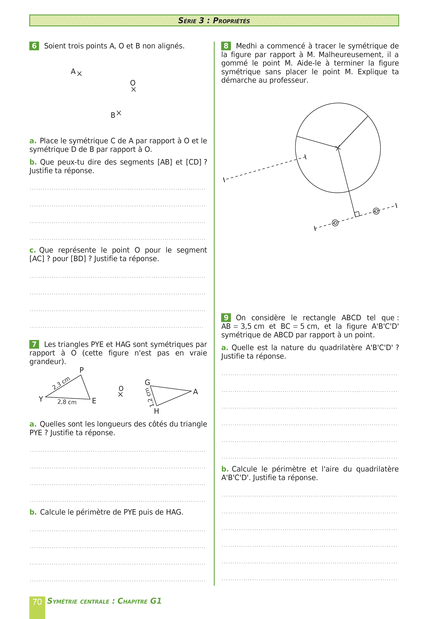 SÉRIE 3 : PROPRIÉTÉS
6 Soient trois points A, O et B non alignés.
A
O
B
a. Place le symétrique C de A par rapport à O et le
symétrique D de B par rapport à O.
b. Que peux-tu dire des segments [AB] et [CD] ?
Justifie ta réponse.
c. Que représente le point O pour le segment
[AC] ? pour [BD] ? Justifie ta réponse.
7 Les triangles PYE et HAG sont symétriques par
rapport à O (cette figure n'est pas en vraie
grandeur).
P
2,3 cm
Y
2,8 cm
E
O
G
1,2 cm
A
H
a. Quelles sont les longueurs des côtés du triangle
PYE ? Justifie ta réponse.
b. Calcule le périmètre de PYE puis de HAG.
8 Medhi a commencé à tracer le symétrique de
la figure par rapport à M. Malheureusement, il a
gommé le point M. Aide-le à terminer la figure
symétrique sans placer le point M. Explique ta
démarche au professeur.
9 On considère le rectangle ABCD tel que :
AB = 3,5 cm et BC = 5 cm, et la figure A'B'C'D'
symétrique de ABCD par rapport à un point.
a. Quelle est la nature du quadrilatère A'B'C'D' ?
Justifie ta réponse.
b. Calcule le périmètre et l'aire du quadrilatère
A'B'C'D'. Justifie ta réponse.
70 SYMÉTRIE CENTRALE : CHAPITRE G1